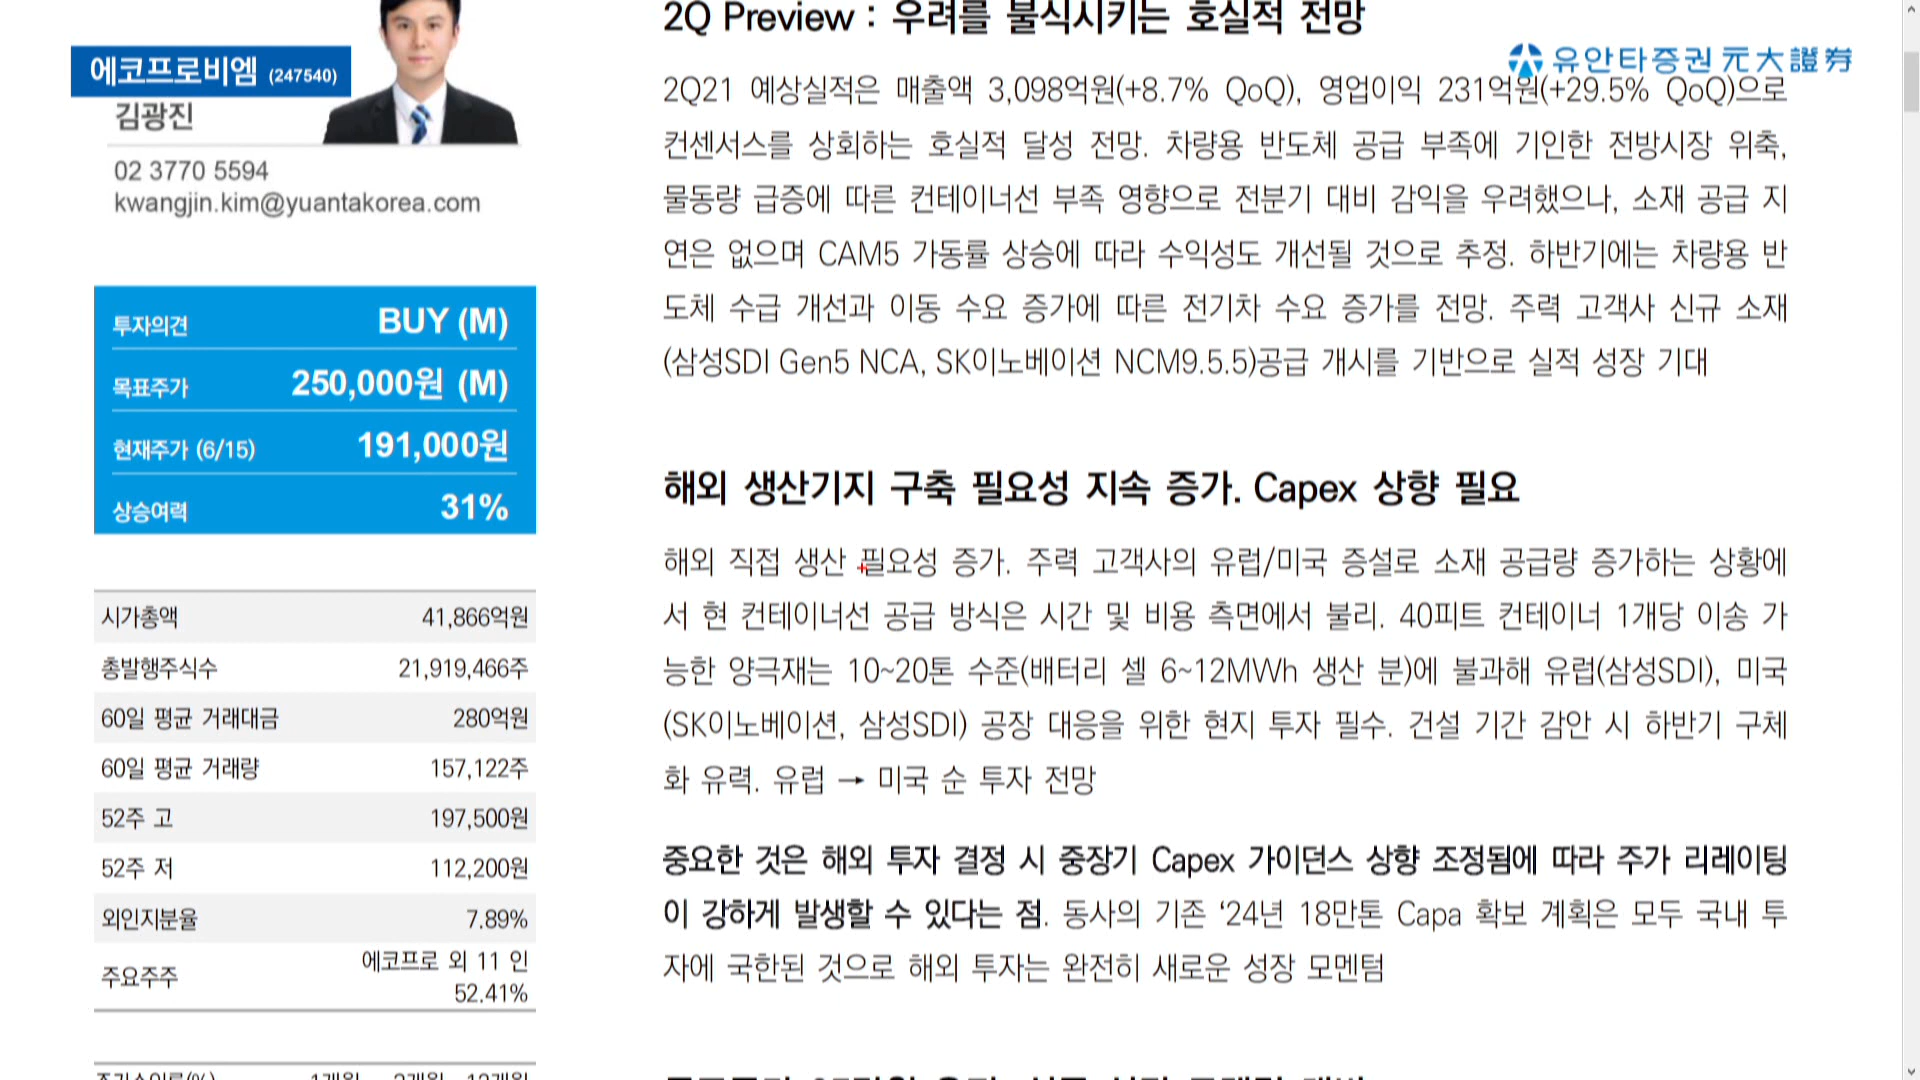 에코프로비엠 (247540)
김광진
02 3770 5594
kwangjin.kim@yuantakorea.com
투자의견 BUY (M)
목표주가 250,000원 (M)
현재주가 (6/15) 191,000원
상승여력 31%
시가총액 41,866억원
총발행주식수 21,919,466주
60일 평균 거래대금 280억원
60일 평균 거래량 157,122주
52주 고 197,500원
52주 저 112,200원
외인지분율 7.89%
주요주주 에코프로 외 11 인
52.41%
유안타증권 元大證券
2Q Preview : 우려를 불식시키는 호실적 전망
2Q21 예상실적은 매출액 3,098억원(+8.7% QoQ), 영업이익 231억원(+29.5% QoQ)으로
컨센서스를 상회하는 호실적 달성 전망. 차량용 반도체 공급 부족에 기인한 전방시장 위축,
물동량 급증에 따른 컨테이너선 부족 영향으로 전분기 대비 감익을 우려했으나, 소재 공급 지
연은 없으며 CAM5 가동률 상승에 따라 수익성도 개선될 것으로 추정. 하반기에는 차량용 반
도체 수급 개선과 이동 수요 증가에 따른 전기차 수요 증가를 전망. 주력 고객사 신규 소재
(삼성SDI Gen5 NCA, SK이노베이션 NCM9.5.5)공급 개시를 기반으로 실적 성장 기대
해외 생산기지 구축 필요성 지속 증가. Capex 상향 필요
해외 직접 생산 필요성 증가. 주력 고객사의 유럽/미국 증설로 소재 공급량 증가하는 상황에
서 현 컨테이너선 공급 방식은 시간 및 비용 측면에서 불리. 40피트 컨테이너 1개당 이송 가
능한 양극재는 10~20톤 수준(배터리 셀 6~12MWh 생산 분)에 불과해 유럽(삼성SDI), 미국
(SK이노베이션, 삼성SDI) 공장 대응을 위한 현지 투자 필수. 건설 기간 감안 시 하반기 구체
화 유력. 유럽 → 미국 순 투자 전망
중요한 것은 해외 투자 결정 시 중장기 Capex 가이던스 상향 조정됨에 따라 주가 리레이팅
이 강하게 발생할 수 있다는 점. 동사의 기존 ‘24년 18만톤 Capa 확보 계획은 모두 국내 투
자에 국한된 것으로 해외 투자는 완전히 새로운 성장 모멘텀